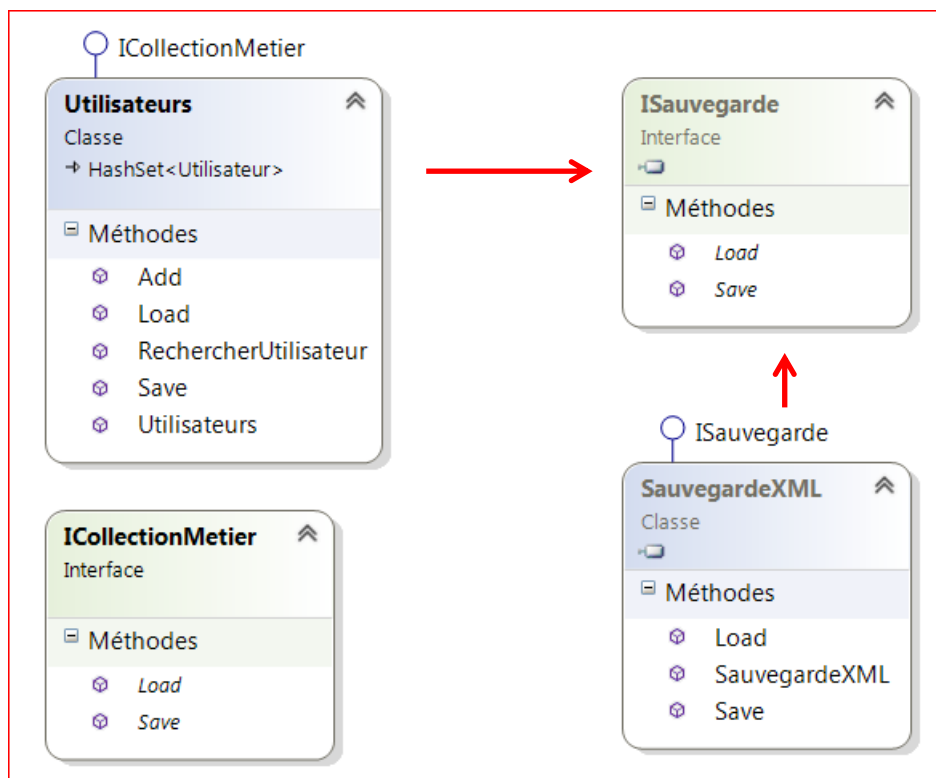 ICollectionMetier
Utilisateurs
Classe
HashSet<Utilisateur>
Méthodes
Add
Load
RechercherUtilisateur
Save
Utilisateurs
ISauvegarde
Interface
Méthodes
Load
Save
ICollectionMetier
Interface
Méthodes
Load
Save
ISauvegarde
SauvegardeXML
Classe
Méthodes
Load
SauvegardeXML
Save